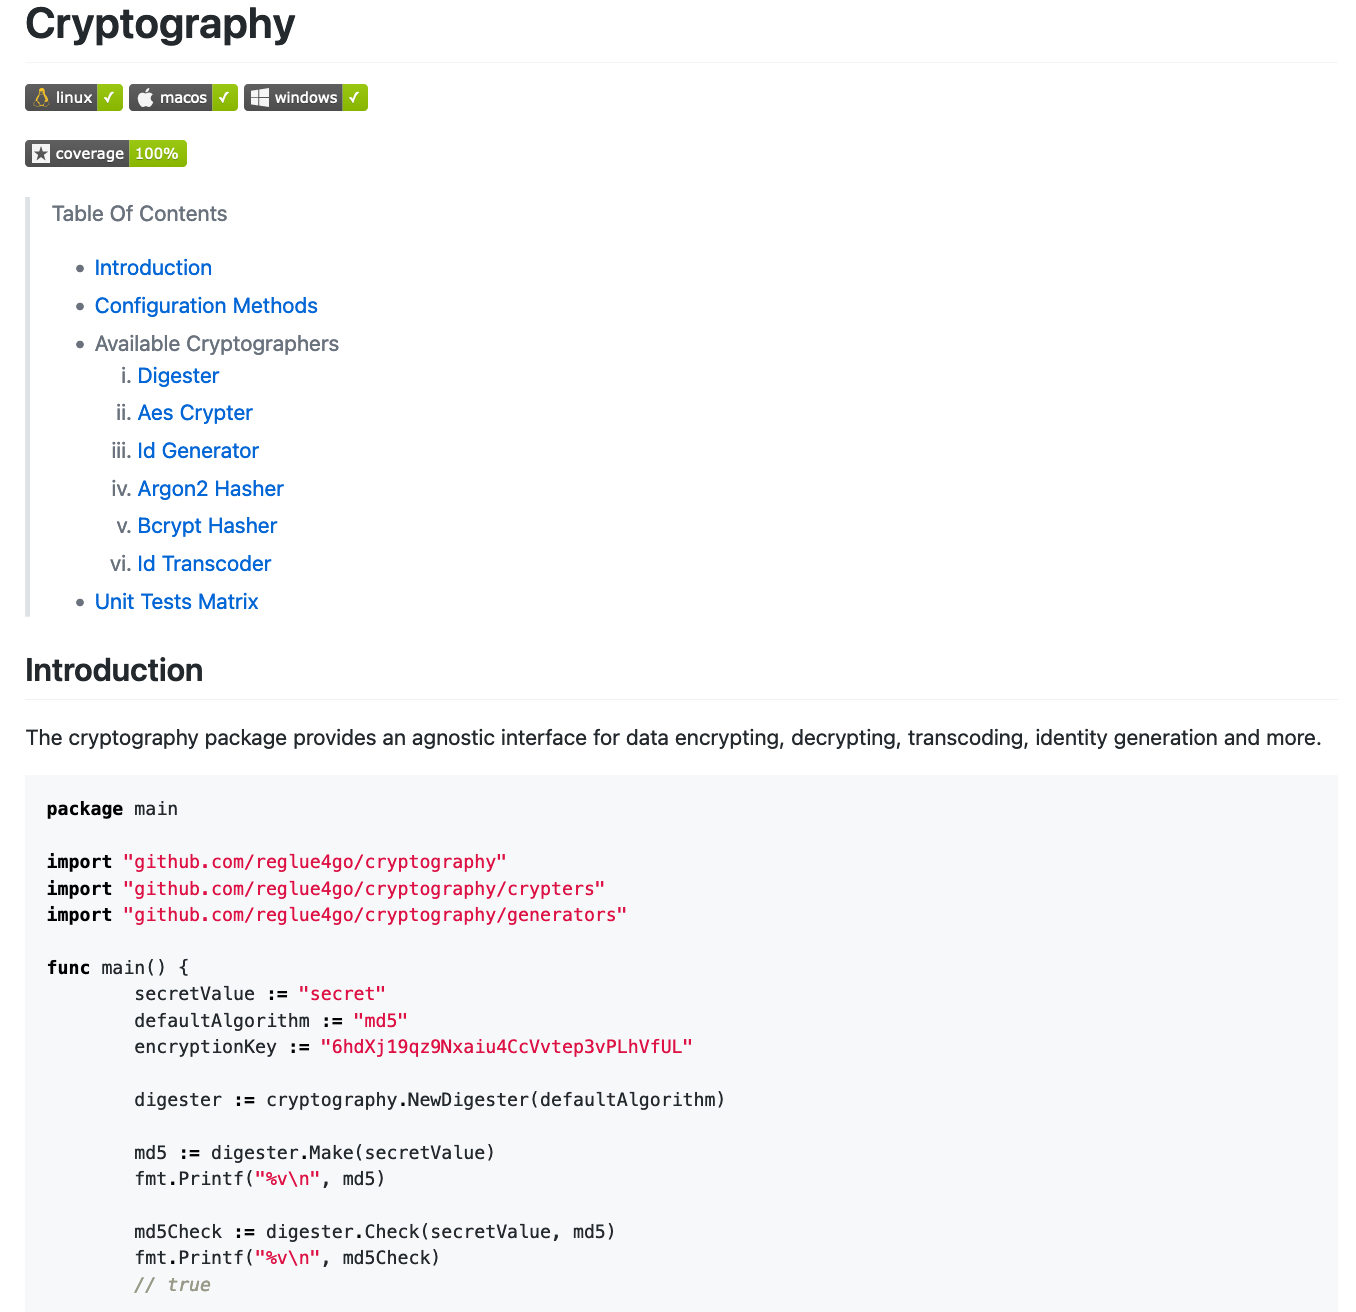 Cryptography
linux ✓ macos ✓ windows ✓
coverage 100%
Table Of Contents
• Introduction
• Configuration Methods
• Available Cryptographers
i. Digester
ii. Aes Crypter
iii. Id Generator
iv. Argon2 Hasher
v. Bcrypt Hasher
vi. Id Transcoder
• Unit Tests Matrix
Introduction
The cryptography package provides an agnostic interface for data encrypting, decrypting, transcoding, identity generation and more.
package main
import "github.com/reglue4go/cryptography"
import "github.com/reglue4go/cryptography/crypters"
import "github.com/reglue4go/cryptography/generators"
func main() {
secretValue := "secret"
defaultAlgorithm := "md5"
encryptionKey := "6hdXj19qz9Nxaiu4CcVvtep3vPLhVfUL"
digester := cryptography.NewDigester(defaultAlgorithm)
md5 := digester.Make(secretValue)
fmt.Printf("%v\n", md5)
md5Check := digester.Check(secretValue, md5)
fmt.Printf("%v\n", md5Check)
// true